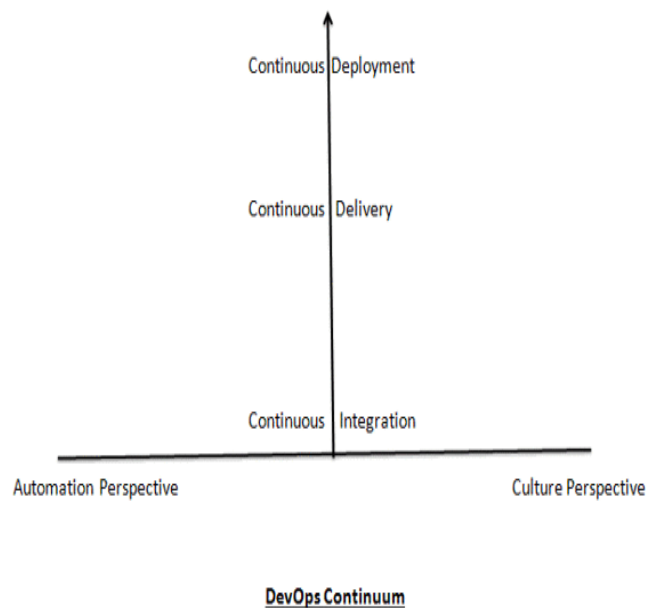 Continuous Deployment
Continuous Delivery
Continuous Integration
Automation Perspective Culture Perspective
DevOps Continuum